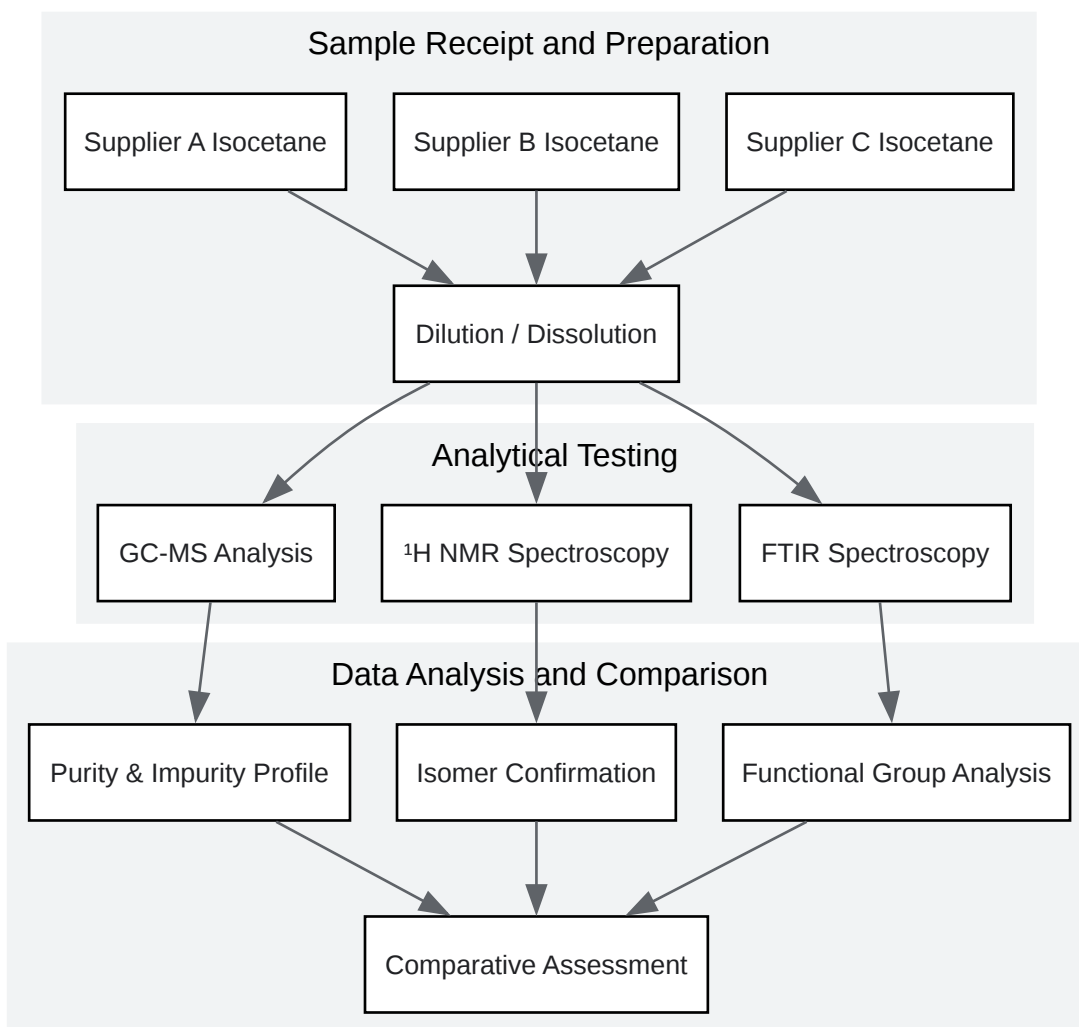 Sample Receipt and Preparation
Supplier A Isocetane
Supplier B Isocetane
Supplier C Isocetane
Dilution / Dissolution
Analytical Testing
GC-MS Analysis
¹H NMR Spectroscopy
FTIR Spectroscopy
Data Analysis and Comparison
Purity & Impurity Profile
Isomer Confirmation
Functional Group Analysis
Comparative Assessment